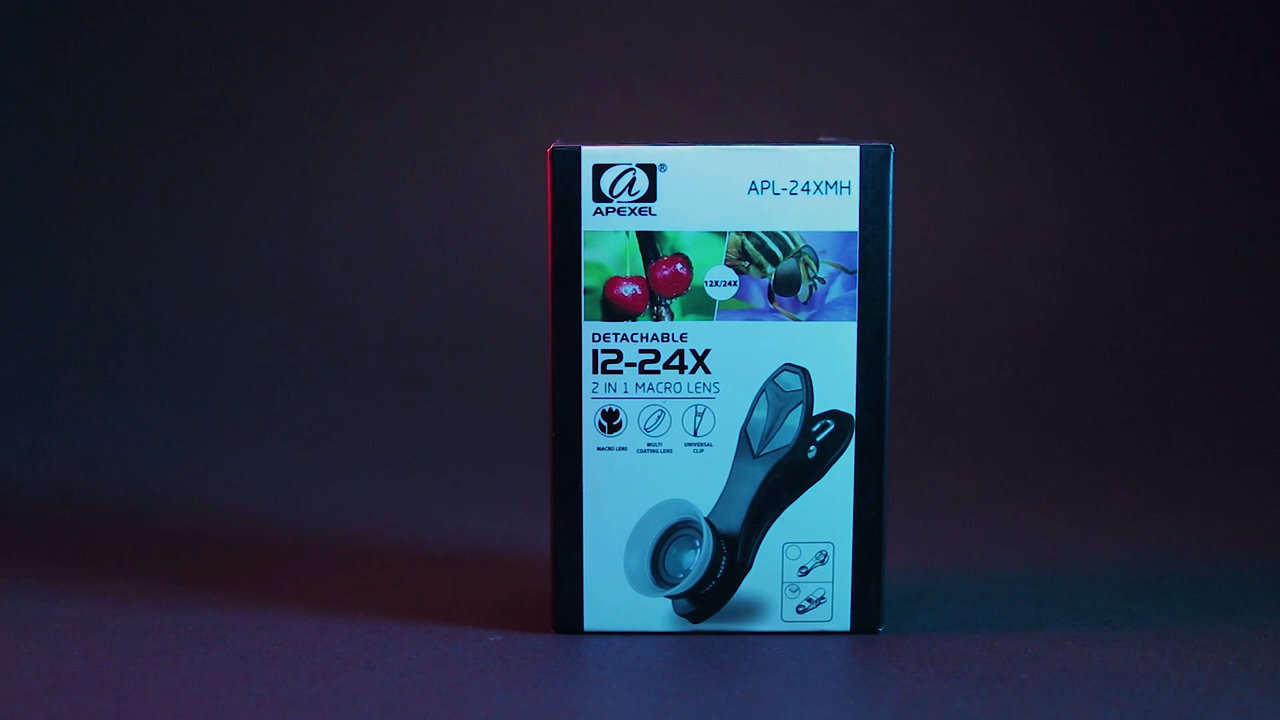 a ®
APEXEL
APL-24XMH
12X/24X
DETACHABLE
12-24X
2 IN 1 MACRO LENS
MACRO LENS
MULTI
COATING LENS
UNIVERSAL
CLIP